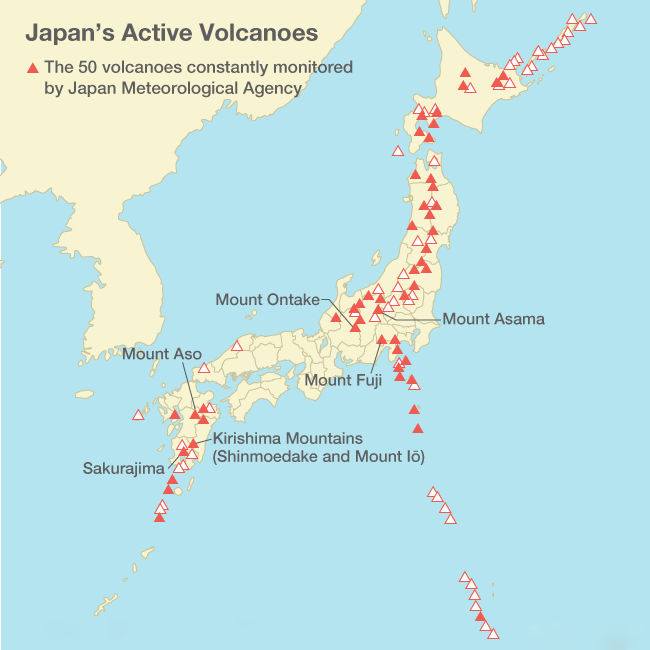 Japan's Active Volcanoes
The 50 volcanoes constantly monitored
by Japan Meteorological Agency
Mount Ontake
Mount Asama
Mount Aso
Mount Fuji
Kirishima Mountains
(Shinmoedake and Mount Iō)
Sakurajima